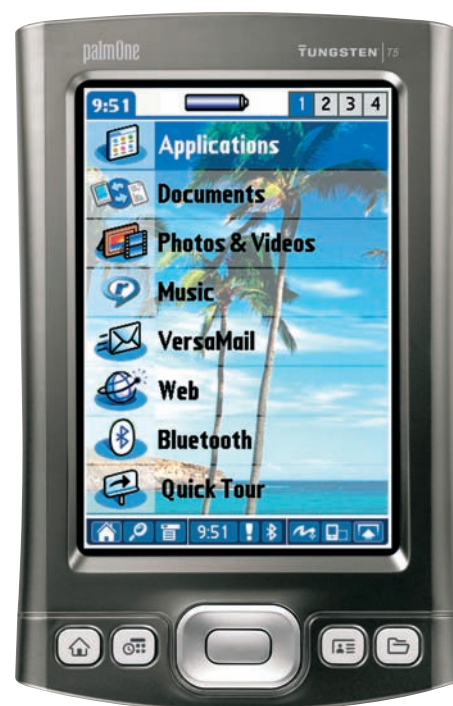 palmOne TUNGSTEN | T5
9:51 1 2 3 4
Applications
Documents
Photos & Videos
Music
VersaMail
Web
Bluetooth
Quick Tour
9:51